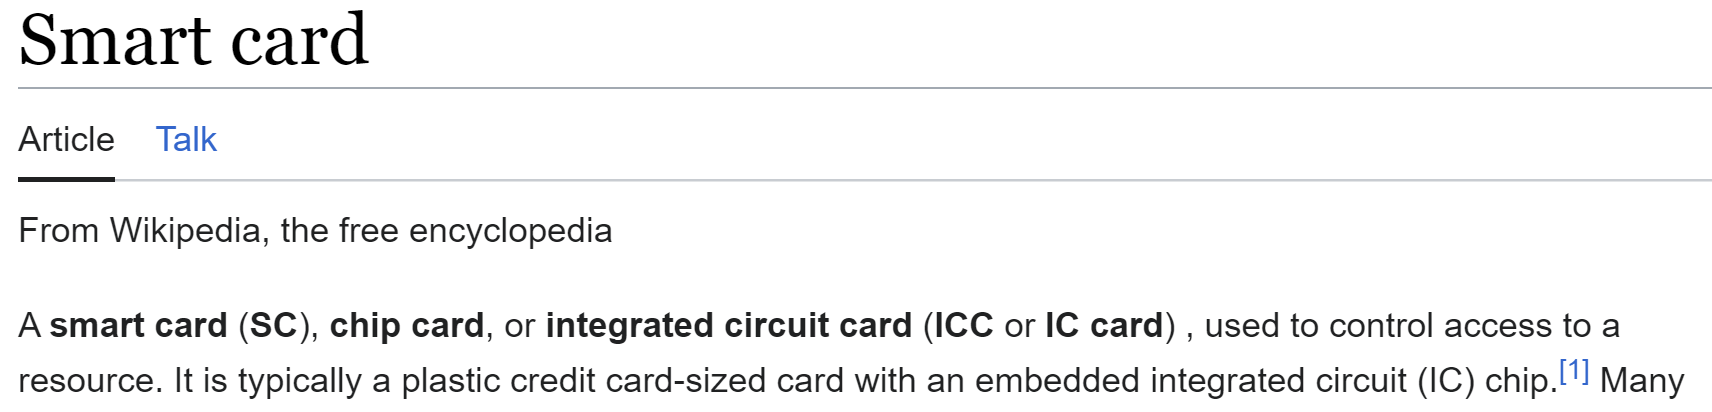 Smart card
Article Talk
From Wikipedia, the free encyclopedia
A smart card (SC), chip card, or integrated circuit card (ICC or IC card) , used to control access to a
resource. It is typically a plastic credit card-sized card with an embedded integrated circuit (IC) chip.[1] Many